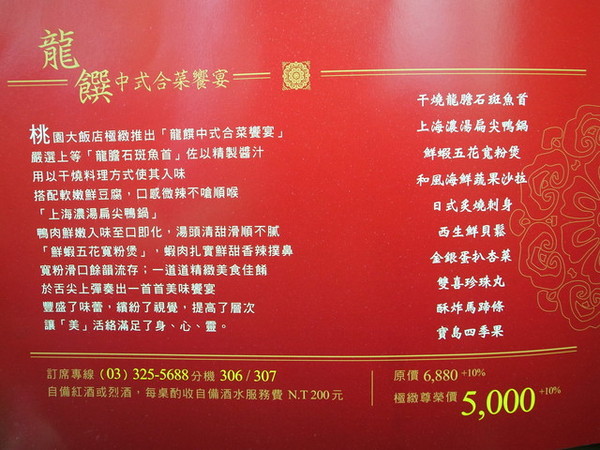 龍饌中式合菜饗宴
桃園大飯店極緻推出「龍饌中式合菜饗宴」
嚴選上等「龍膽石斑魚首」佐以精製醬汁
用以干燒料理方式使其入味
搭配軟嫩鮮豆腐，口感微辣不嗆順喉
「上海濃湯扁尖鴨鍋」
鴨肉鮮嫩入味至口即化，湯頭清甜滑順不膩
「鮮蝦五花寬粉煲」，蝦肉扎實鮮甜香辣撲鼻
寬粉滑口餘韻流存；一道道精緻美食佳餚
於舌尖上彈奏出一首首美味饗宴
豐盛了味蕾，繽紛了視覺，提高了層次
讓「美」活絡滿足了身、心、靈。
干燒龍膽石斑魚首
上海濃湯扁尖鴨鍋
鮮蝦五花寬粉煲
和風海鮮蔬果沙拉
日式炙燒刺身
西生鮮貝鬆
金銀蛋扒杏菜
雙喜珍珠丸
酥炸馬蹄條
寶島四季果
訂席專線 (03) 325-5688 分機 306 / 307
自備紅酒或烈酒，每桌酌收自備酒水服務費 N.T 200元
原價 6,880 +10%
極緻尊榮價 5,000 +10%